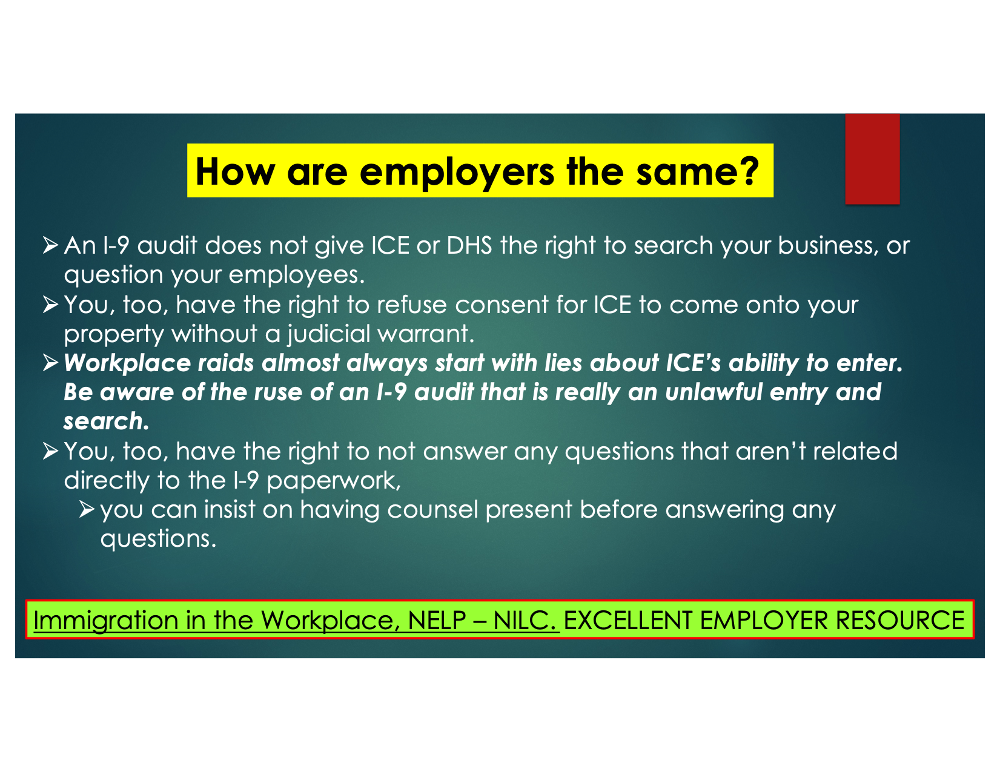 How are employers the same?
➢An I-9 audit does not give ICE or DHS the right to search your business, or
question your employees.
➢You, too, have the right to refuse consent for ICE to come onto your
property without a judicial warrant.
➢Workplace raids almost always start with lies about ICE’s ability to enter.
Be aware of the ruse of an I-9 audit that is really an unlawful entry and
search.
➢You, too, have the right to not answer any questions that aren’t related
directly to the I-9 paperwork,
➢you can insist on having counsel present before answering any
questions.
Immigration in the Workplace, NELP – NILC. EXCELLENT EMPLOYER RESOURCE